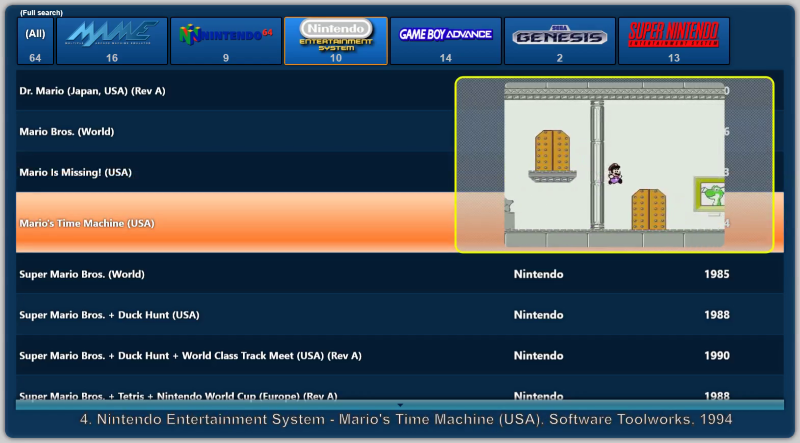 (Full search)
(All)
MAME
NINTENDO 64
Nintendo
ENTERTAINMENT
SYSTEM
GAME BOY ADVANCE
SEGA
GENESIS
SUPER NINTENDO
ENTERTAINMENT SYSTEM
64
16
9
10
14
2
13
Dr. Mario (Japan, USA) (Rev A)
Mario Bros. (World)
Mario Is Missing! (USA)
Mario's Time Machine (USA)
Super Mario Bros. (World) Nintendo 1985
Super Mario Bros. + Duck Hunt (USA) Nintendo 1988
Super Mario Bros. + Duck Hunt + World Class Track Meet (USA) (Rev A) Nintendo 1990
Super Mario Bros. + Tetris + Nintendo World Cup (Europe) (Rev A) Nintendo 1988
4. Nintendo Entertainment System - Mario's Time Machine (USA). Software Toolworks. 1994